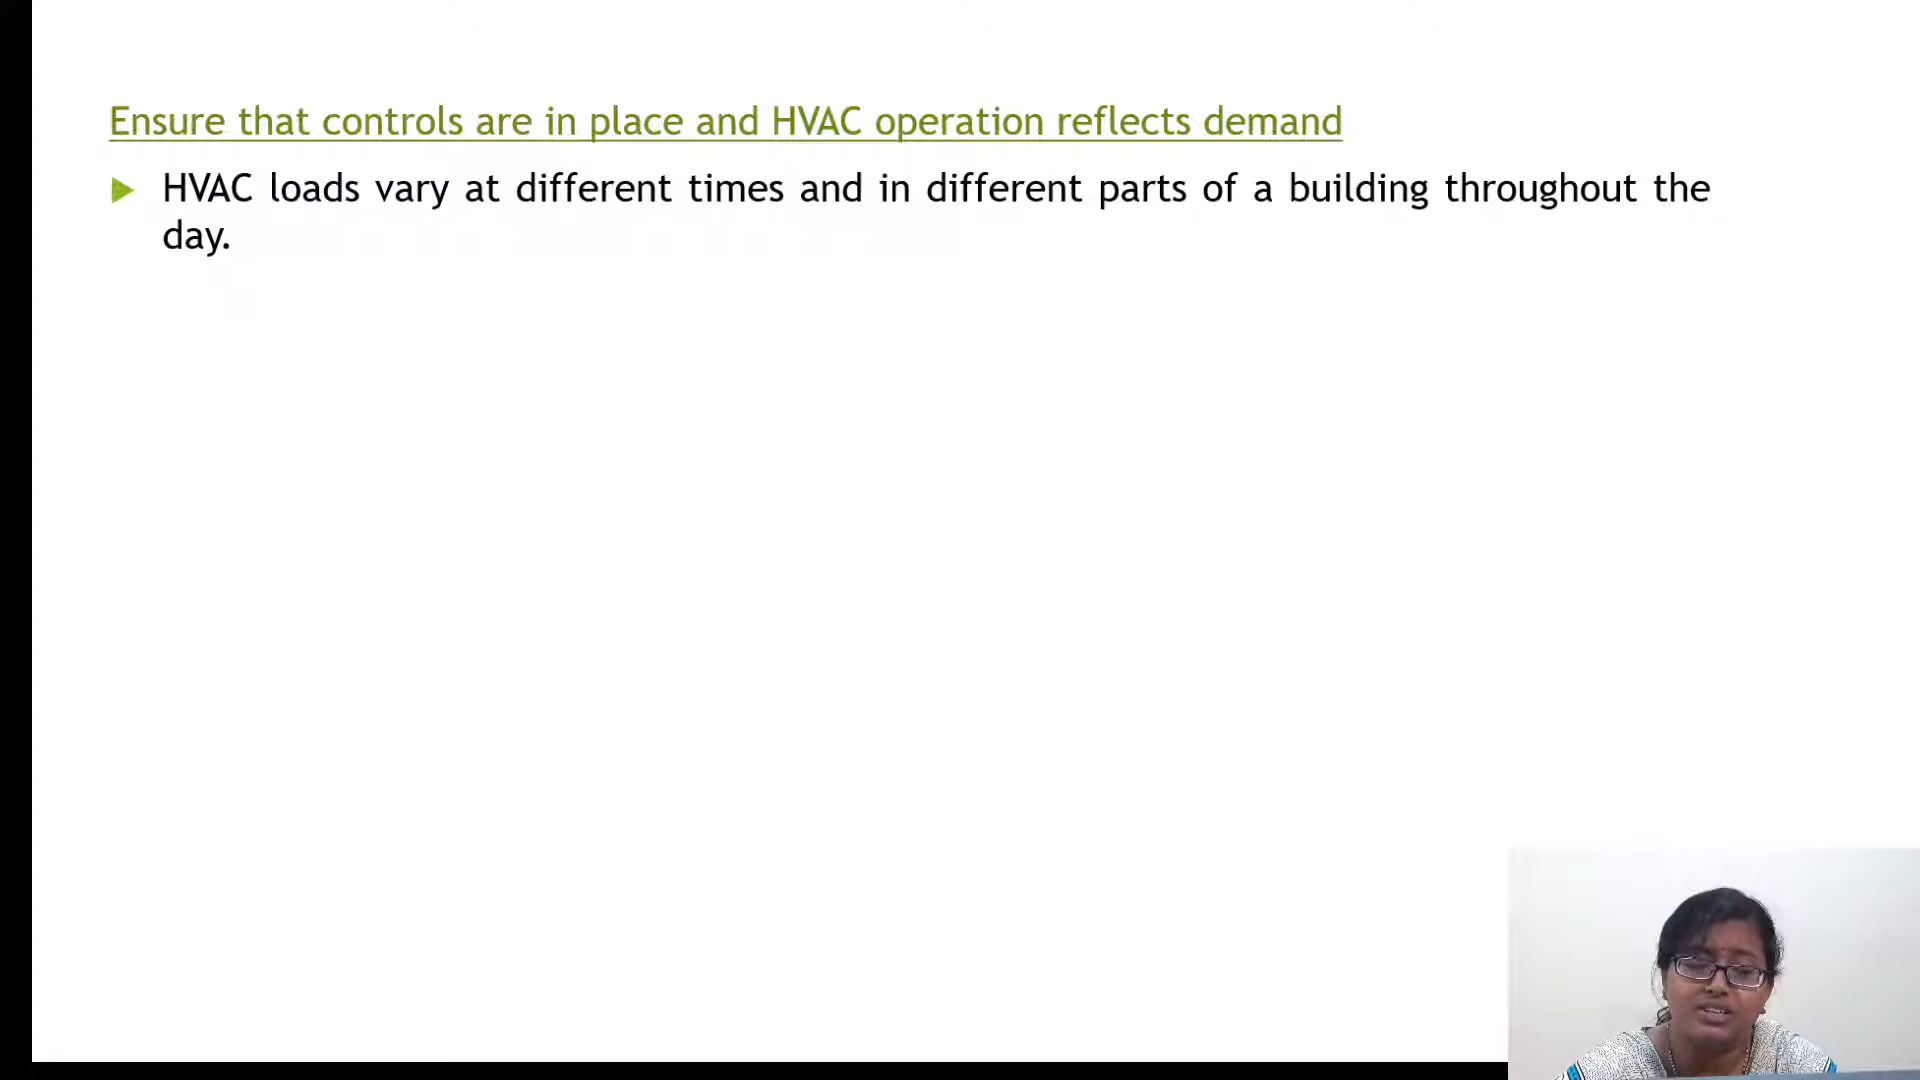 Ensure that controls are in place and HVAC operation reflects demand
HVAC loads vary at different times and in different parts of a building throughout the
day.